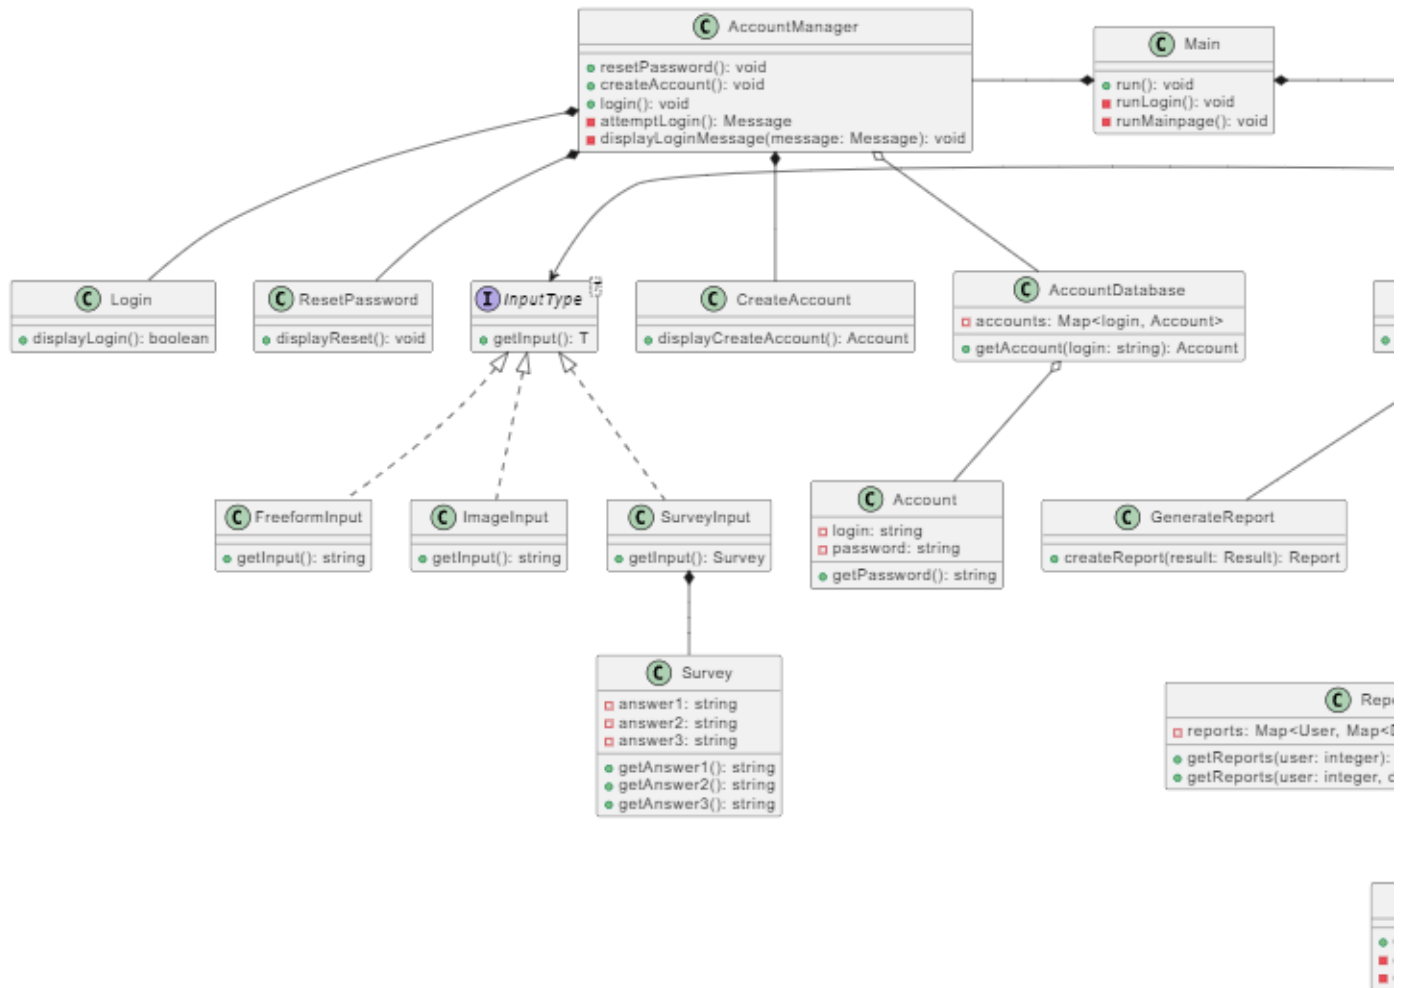 C AccountManager
resetPassword(): void
createAccount(): void
login(): void
attemptLogin(): Message
displayLoginMessage(message: Message): void
C Main
run(): void
runLogin(): void
runMainpage(): void
C Login
displayLogin(): boolean
C ResetPassword
displayReset(): void
I InputType
getInput(): T
C CreateAccount
displayCreateAccount(): Account
C AccountDatabase
accounts: Map<login, Account>
getAccount(login: string): Account
C FreeformInput
getInput(): string
C ImageInput
getInput(): string
C SurveyInput
getInput(): Survey
C Account
login: string
password: string
getPassword(): string
C GenerateReport
createReport(result: Result): Report
C Survey
answer1: string
answer2: string
answer3: string
getAnswer1(): string
getAnswer2(): string
getAnswer3(): string
C Repo
reports: Map<User, Map<
getReports(user: integer):
getReports(user: integer,